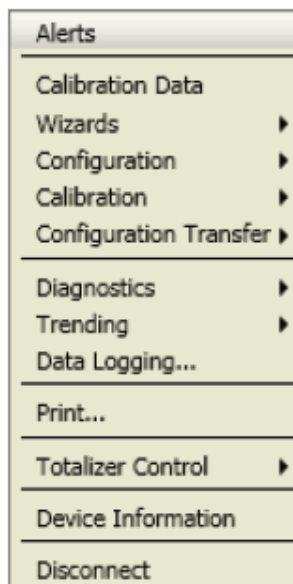 Alerts
Calibration Data
Wizards
Configuration
Calibration
Configuration Transfer
Diagnostics
Trending
Data Logging...
Print...
Totalizer Control
Device Information
Disconnect